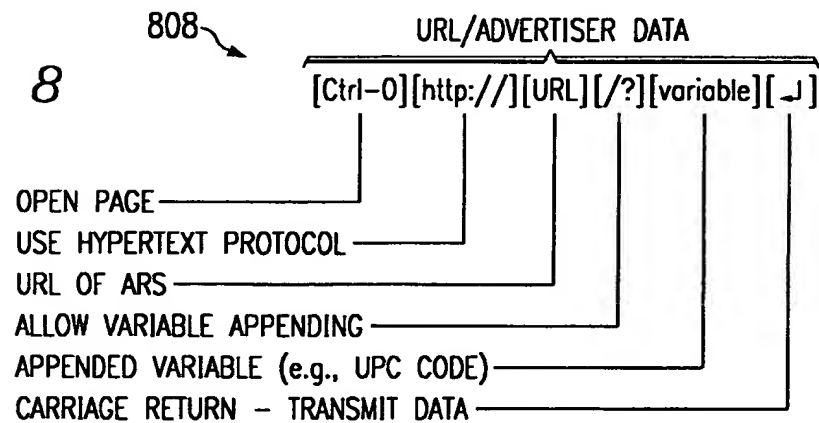 808
URL/ADVERTISER DATA
8
[Ctrl-O][http://][URL][/?][variable][↵]
OPEN PAGE
USE HYPERTEXT PROTOCOL
URL OF ARS
ALLOW VARIABLE APPENDING
APPENDED VARIABLE (e.g., UPC CODE)
CARRIAGE RETURN - TRANSMIT DATA